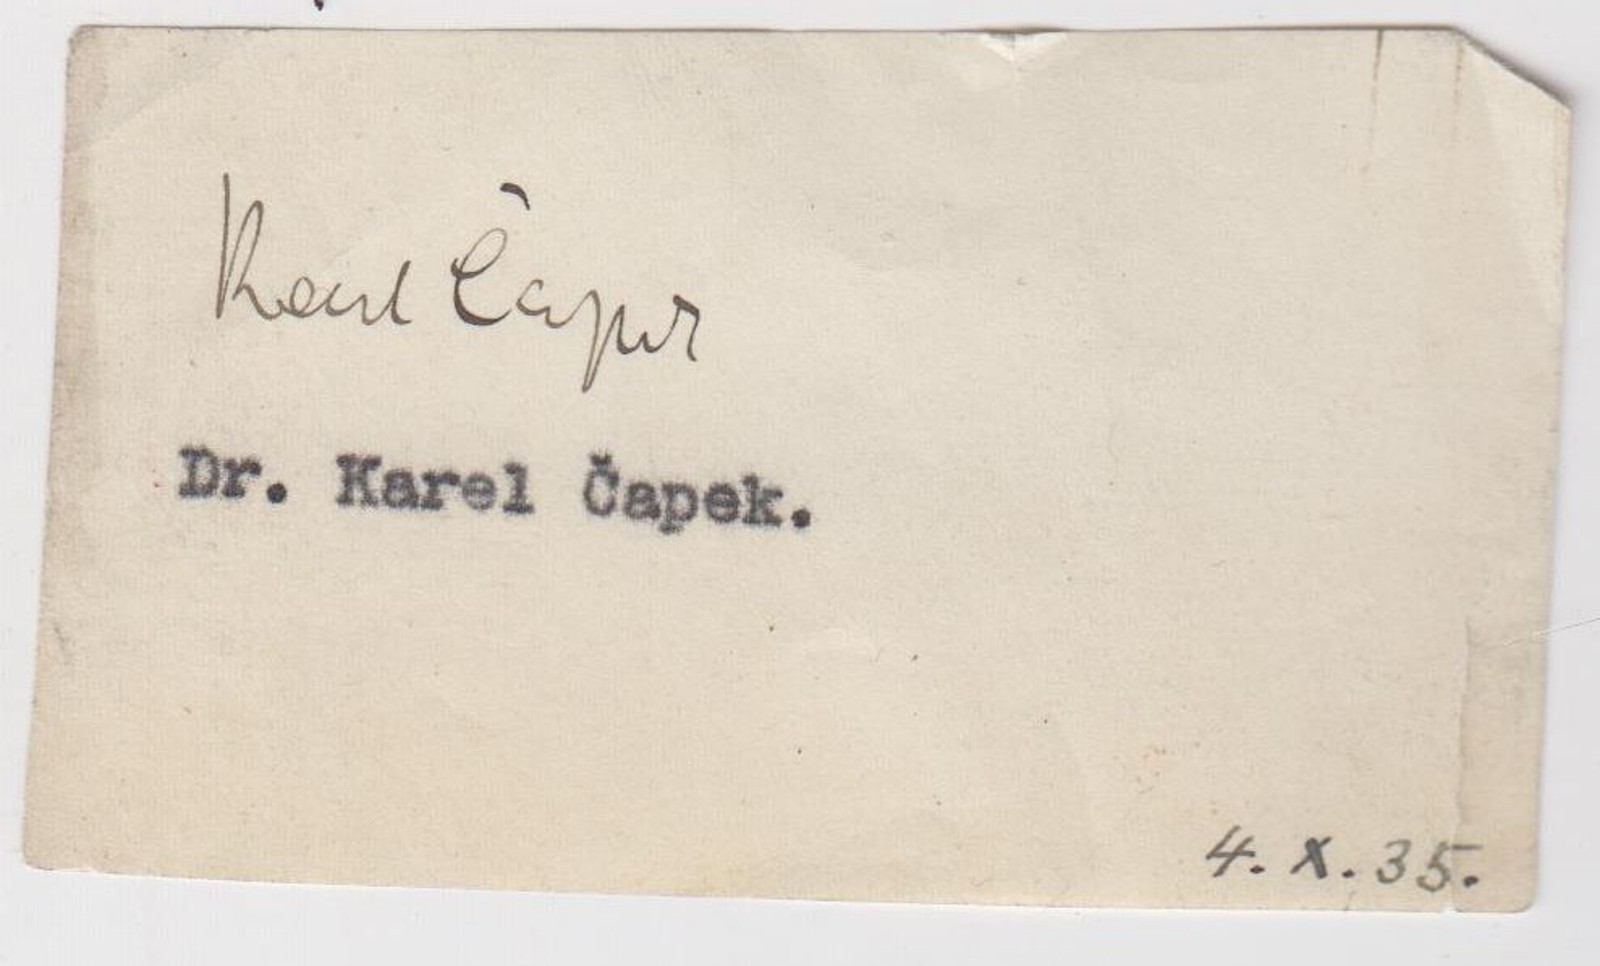 Karel Čapek
Dr. Karel Čapek.
4. X. 35.